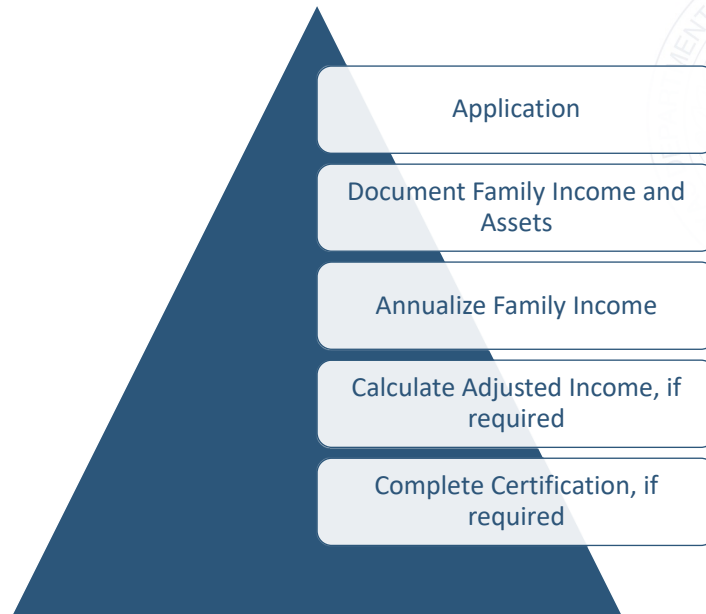 Application
Document Family Income and
Assets
Annualize Family Income
Calculate Adjusted Income, if
required
Complete Certification, if
required